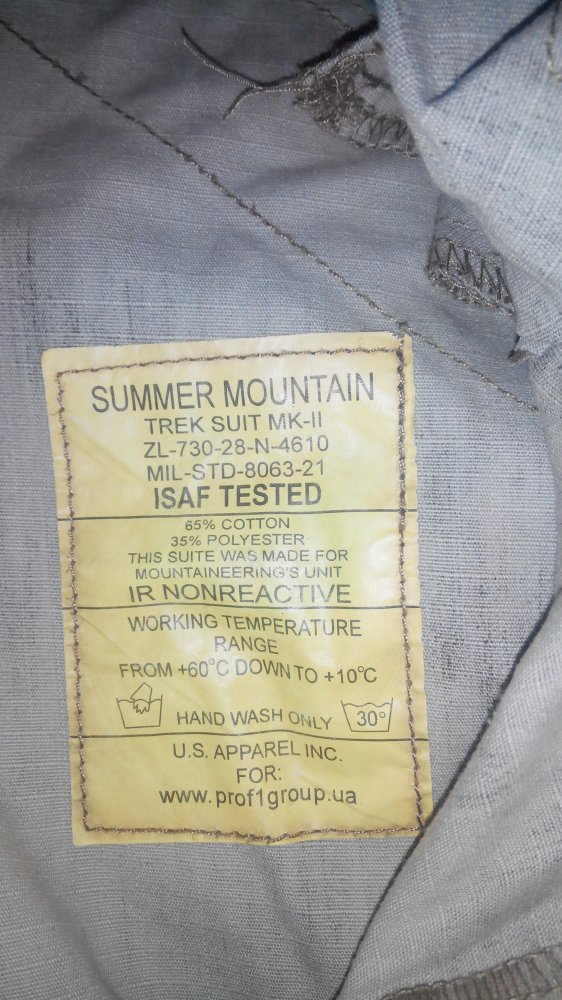 SUMMER MOUNTAIN
TREK SUIT MK-II
ZL-730-28-N-4610
MIL-STD-8063-21
ISAF TESTED
65% COTTON
35% POLYESTER
THIS SUITE WAS MADE FOR
MOUNTAINEERING'S UNIT
IR NONREACTIVE
WORKING TEMPERATURE
RANGE
FROM +60°C DOWN TO +10°C
HAND WASH ONLY 30°
U.S. APPAREL INC.
FOR:
www.prof1group.ua